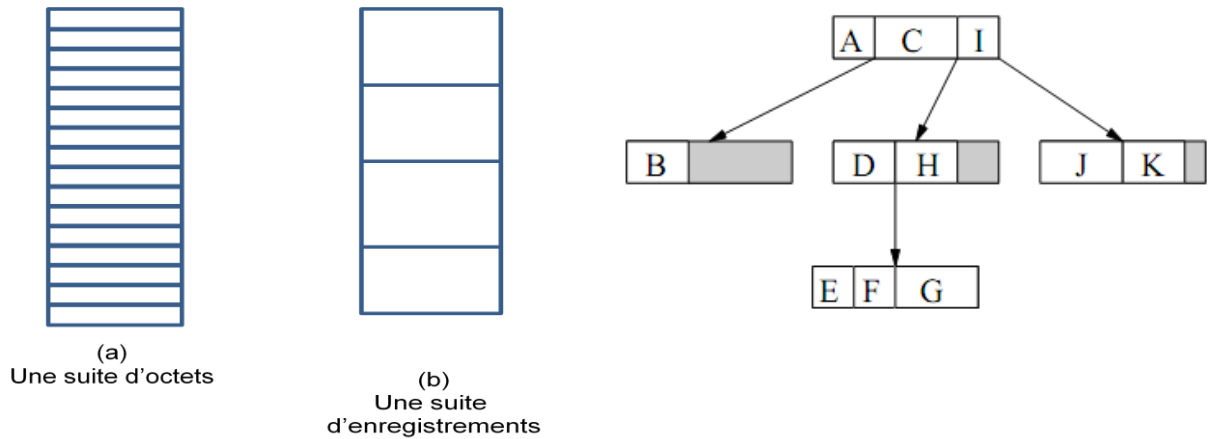 (a)
Une suite d'octets
(b)
Une suite
d'enregistrements
A C I
B
D H
J K
E F G